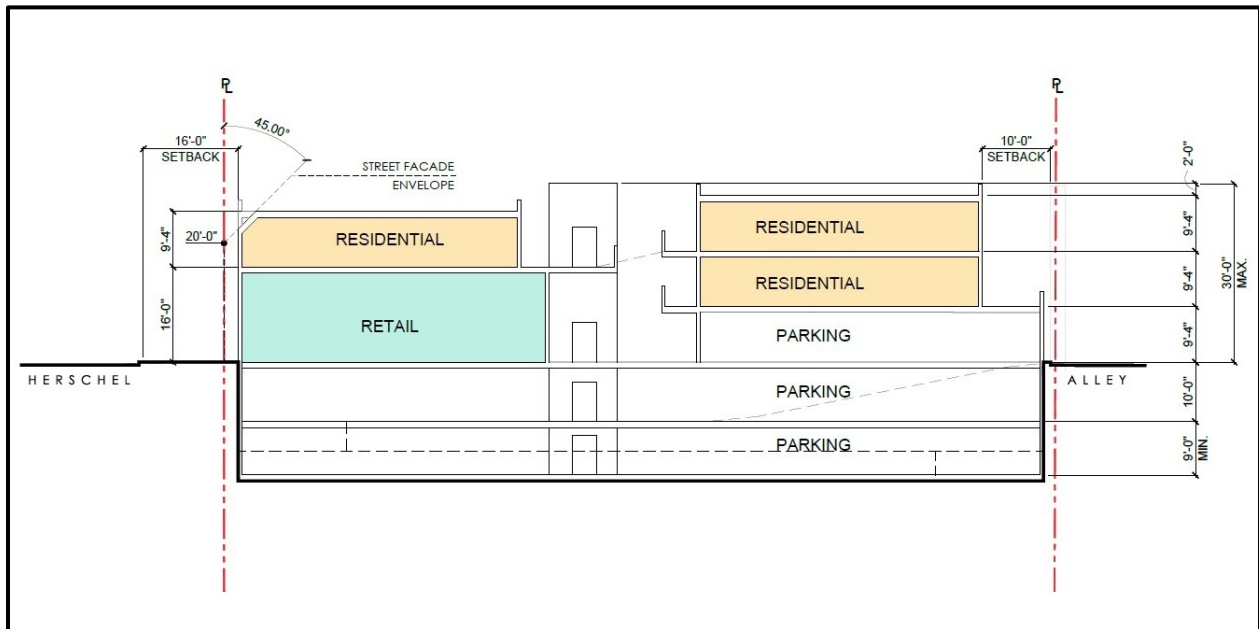 PL
PL
45.00°
16'-0"
SETBACK
10'-0"
SETBACK
2'-0"
STREET FACADE
ENVELOPE
9'-4"
20'-0"
RESIDENTIAL
RESIDENTIAL
9'-4"
RESIDENTIAL
9'-4"
30'-0"
MAX.
16'-0"
RETAIL
PARKING
9'-4"
HERSCHEL
ALLEY
PARKING
10'-0"
PARKING
9'-0"
MIN.